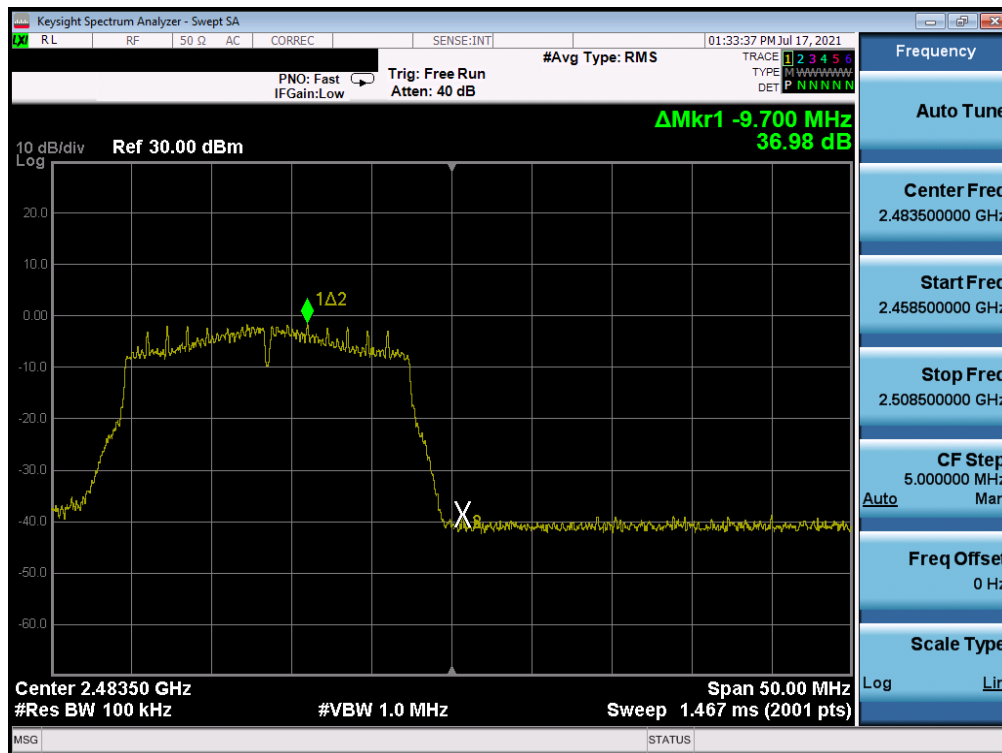 Keysight Spectrum Analyzer - Swept SA
LXI RL RF 50 Ω AC CORREC SENSE:INT 01:33:37 PM Jul 17, 2021
#Avg Type: RMS
TRACE 1 2 3 4 5 6
PNO: Fast Trig: Free Run
TYPE M WWWWW
IFGain:Low Atten: 40 dB
DET P N N N N N
ΔMkr1 -9.700 MHz
36.98 dB
10 dB/div Ref 30.00 dBm
Log
20.0
10.0
0.00
-10.0
-20.0
-30.0
-40.0
-50.0
-60.0
1Δ2
X
Center 2.48350 GHz Span 50.00 MHz
#Res BW 100 kHz #VBW 1.0 MHz Sweep 1.467 ms (2001 pts)
MSG STATUS
Frequency
Auto Tune
Center Freq
2.483500000 GHz
Start Freq
2.458500000 GHz
Stop Freq
2.508500000 GHz
CF Step
5.000000 MHz
Auto Man
Freq Offset
0 Hz
Scale Type
Log Lin